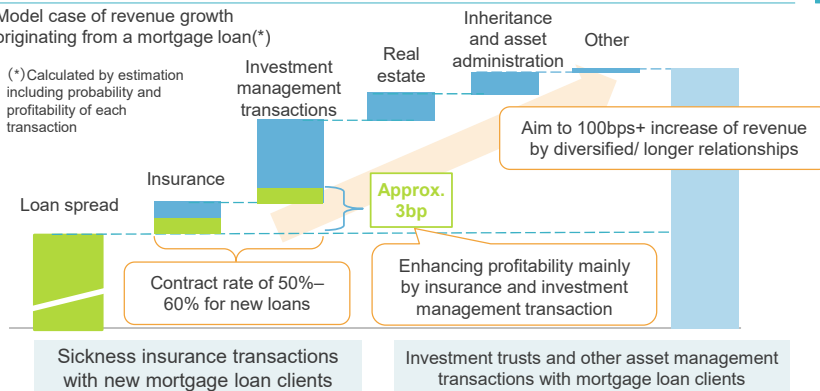 Model case of revenue growth
originating from a mortgage loan(*)
(*)Calculated by estimation
including probability and
profitability of each
transaction
Loan spread
Insurance
Investment
management
transactions
Real
estate
Inheritance
and asset
administration
Other
Aim to 100bps+ increase of revenue
by diversified/ longer relationships
Approx.
3bp
Contract rate of 50%–
60% for new loans
Enhancing profitability mainly
by insurance and investment
management transaction
Sickness insurance transactions
with new mortgage loan clients
Investment trusts and other asset management
transactions with mortgage loan clients